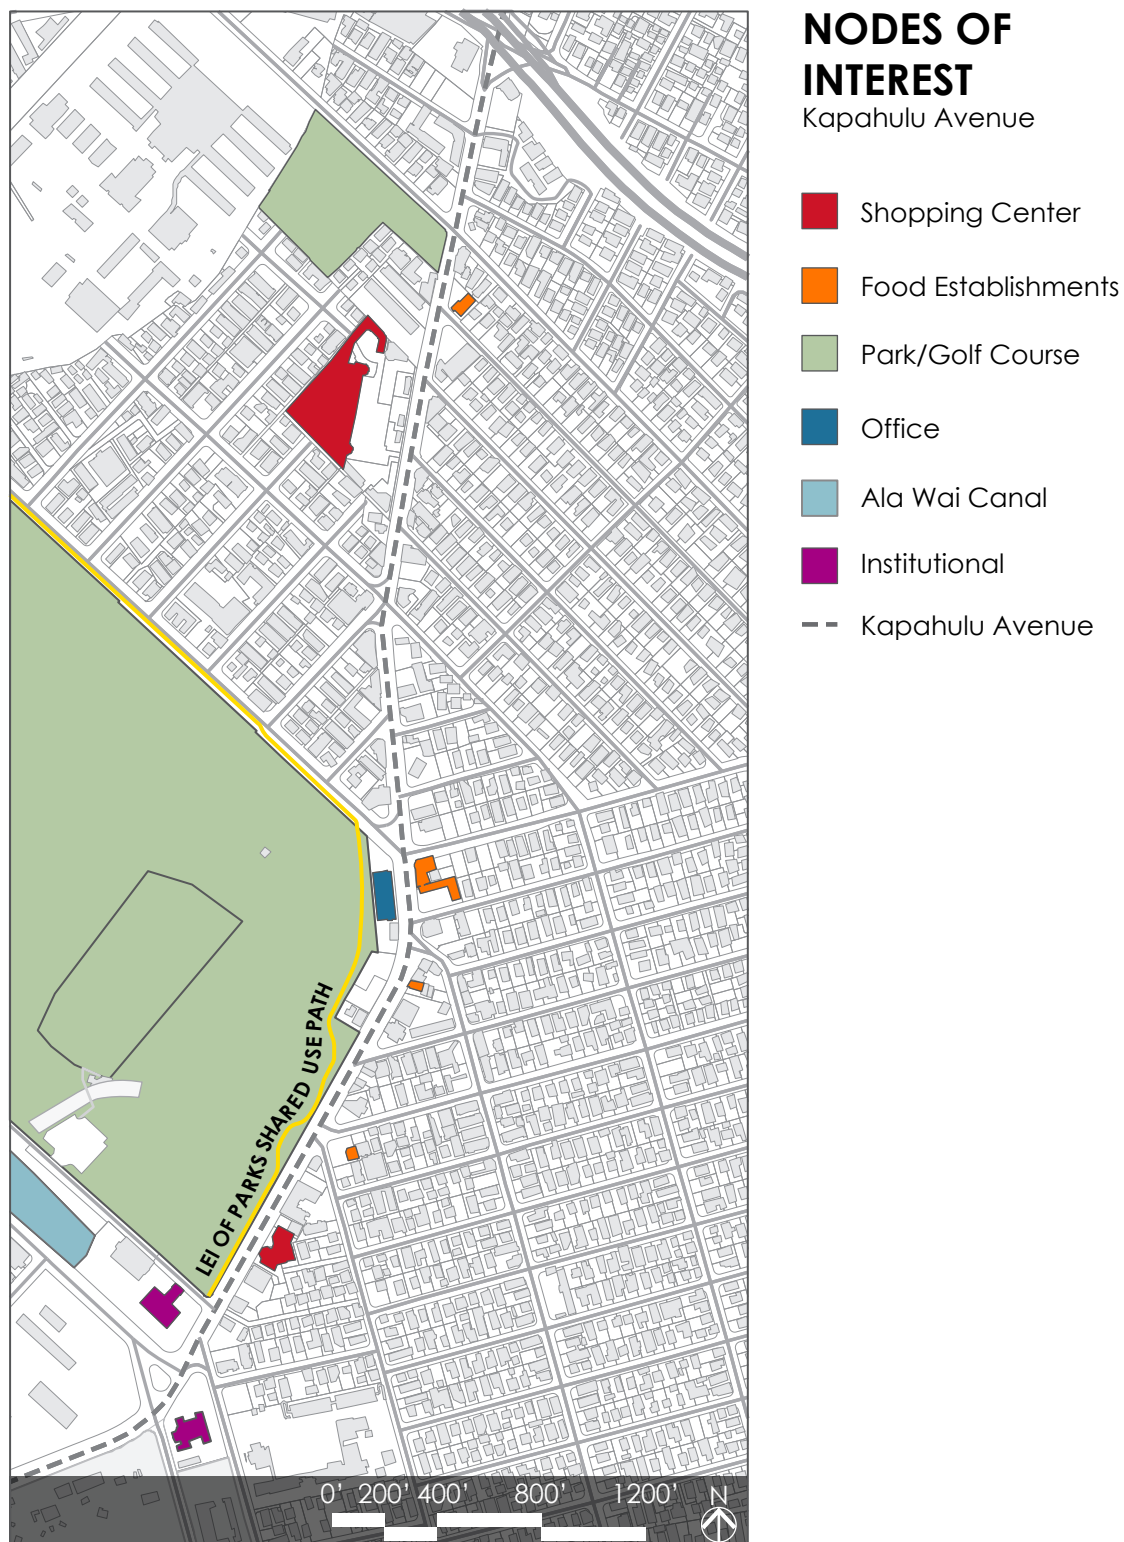 NODES OF
INTEREST
Kapahulu Avenue
Shopping Center
Food Establishments
Park/Golf Course
Office
Ala Wai Canal
Institutional
Kapahulu Avenue
LEI OF PARKS SHARED USE PATH
0' 200' 400' 800' 1200' N